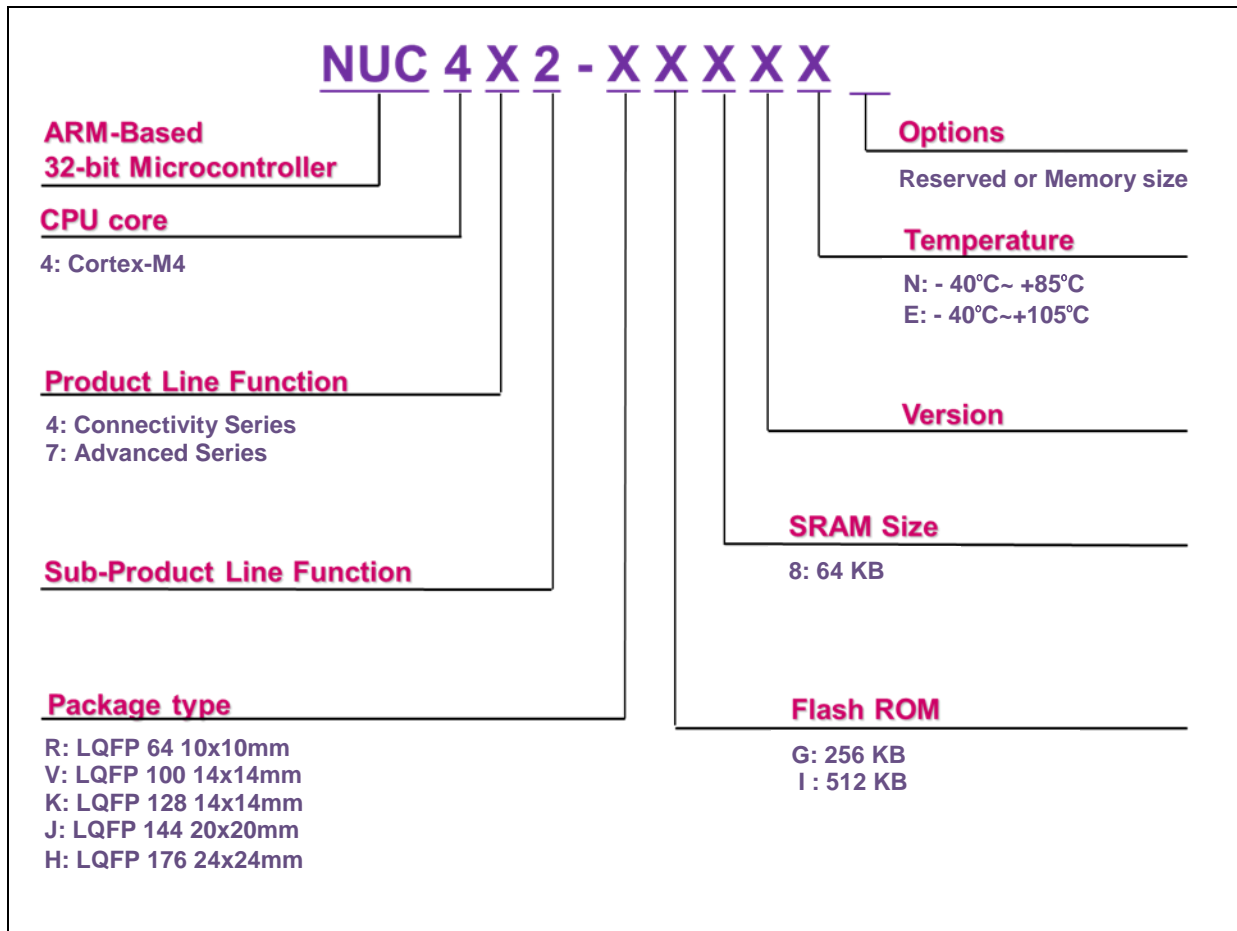 NUC 4 X 2 - X X X X X _
ARM-Based
32-bit Microcontroller
CPU core
4: Cortex-M4
Product Line Function
4: Connectivity Series
7: Advanced Series
Sub-Product Line Function
Package type
R: LQFP 64 10x10mm
V: LQFP 100 14x14mm
K: LQFP 128 14x14mm
J: LQFP 144 20x20mm
H: LQFP 176 24x24mm
Options
Reserved or Memory size
Temperature
N: - 40°C~ +85°C
E: - 40°C~+105°C
Version
SRAM Size
8: 64 KB
Flash ROM
G: 256 KB
I : 512 KB